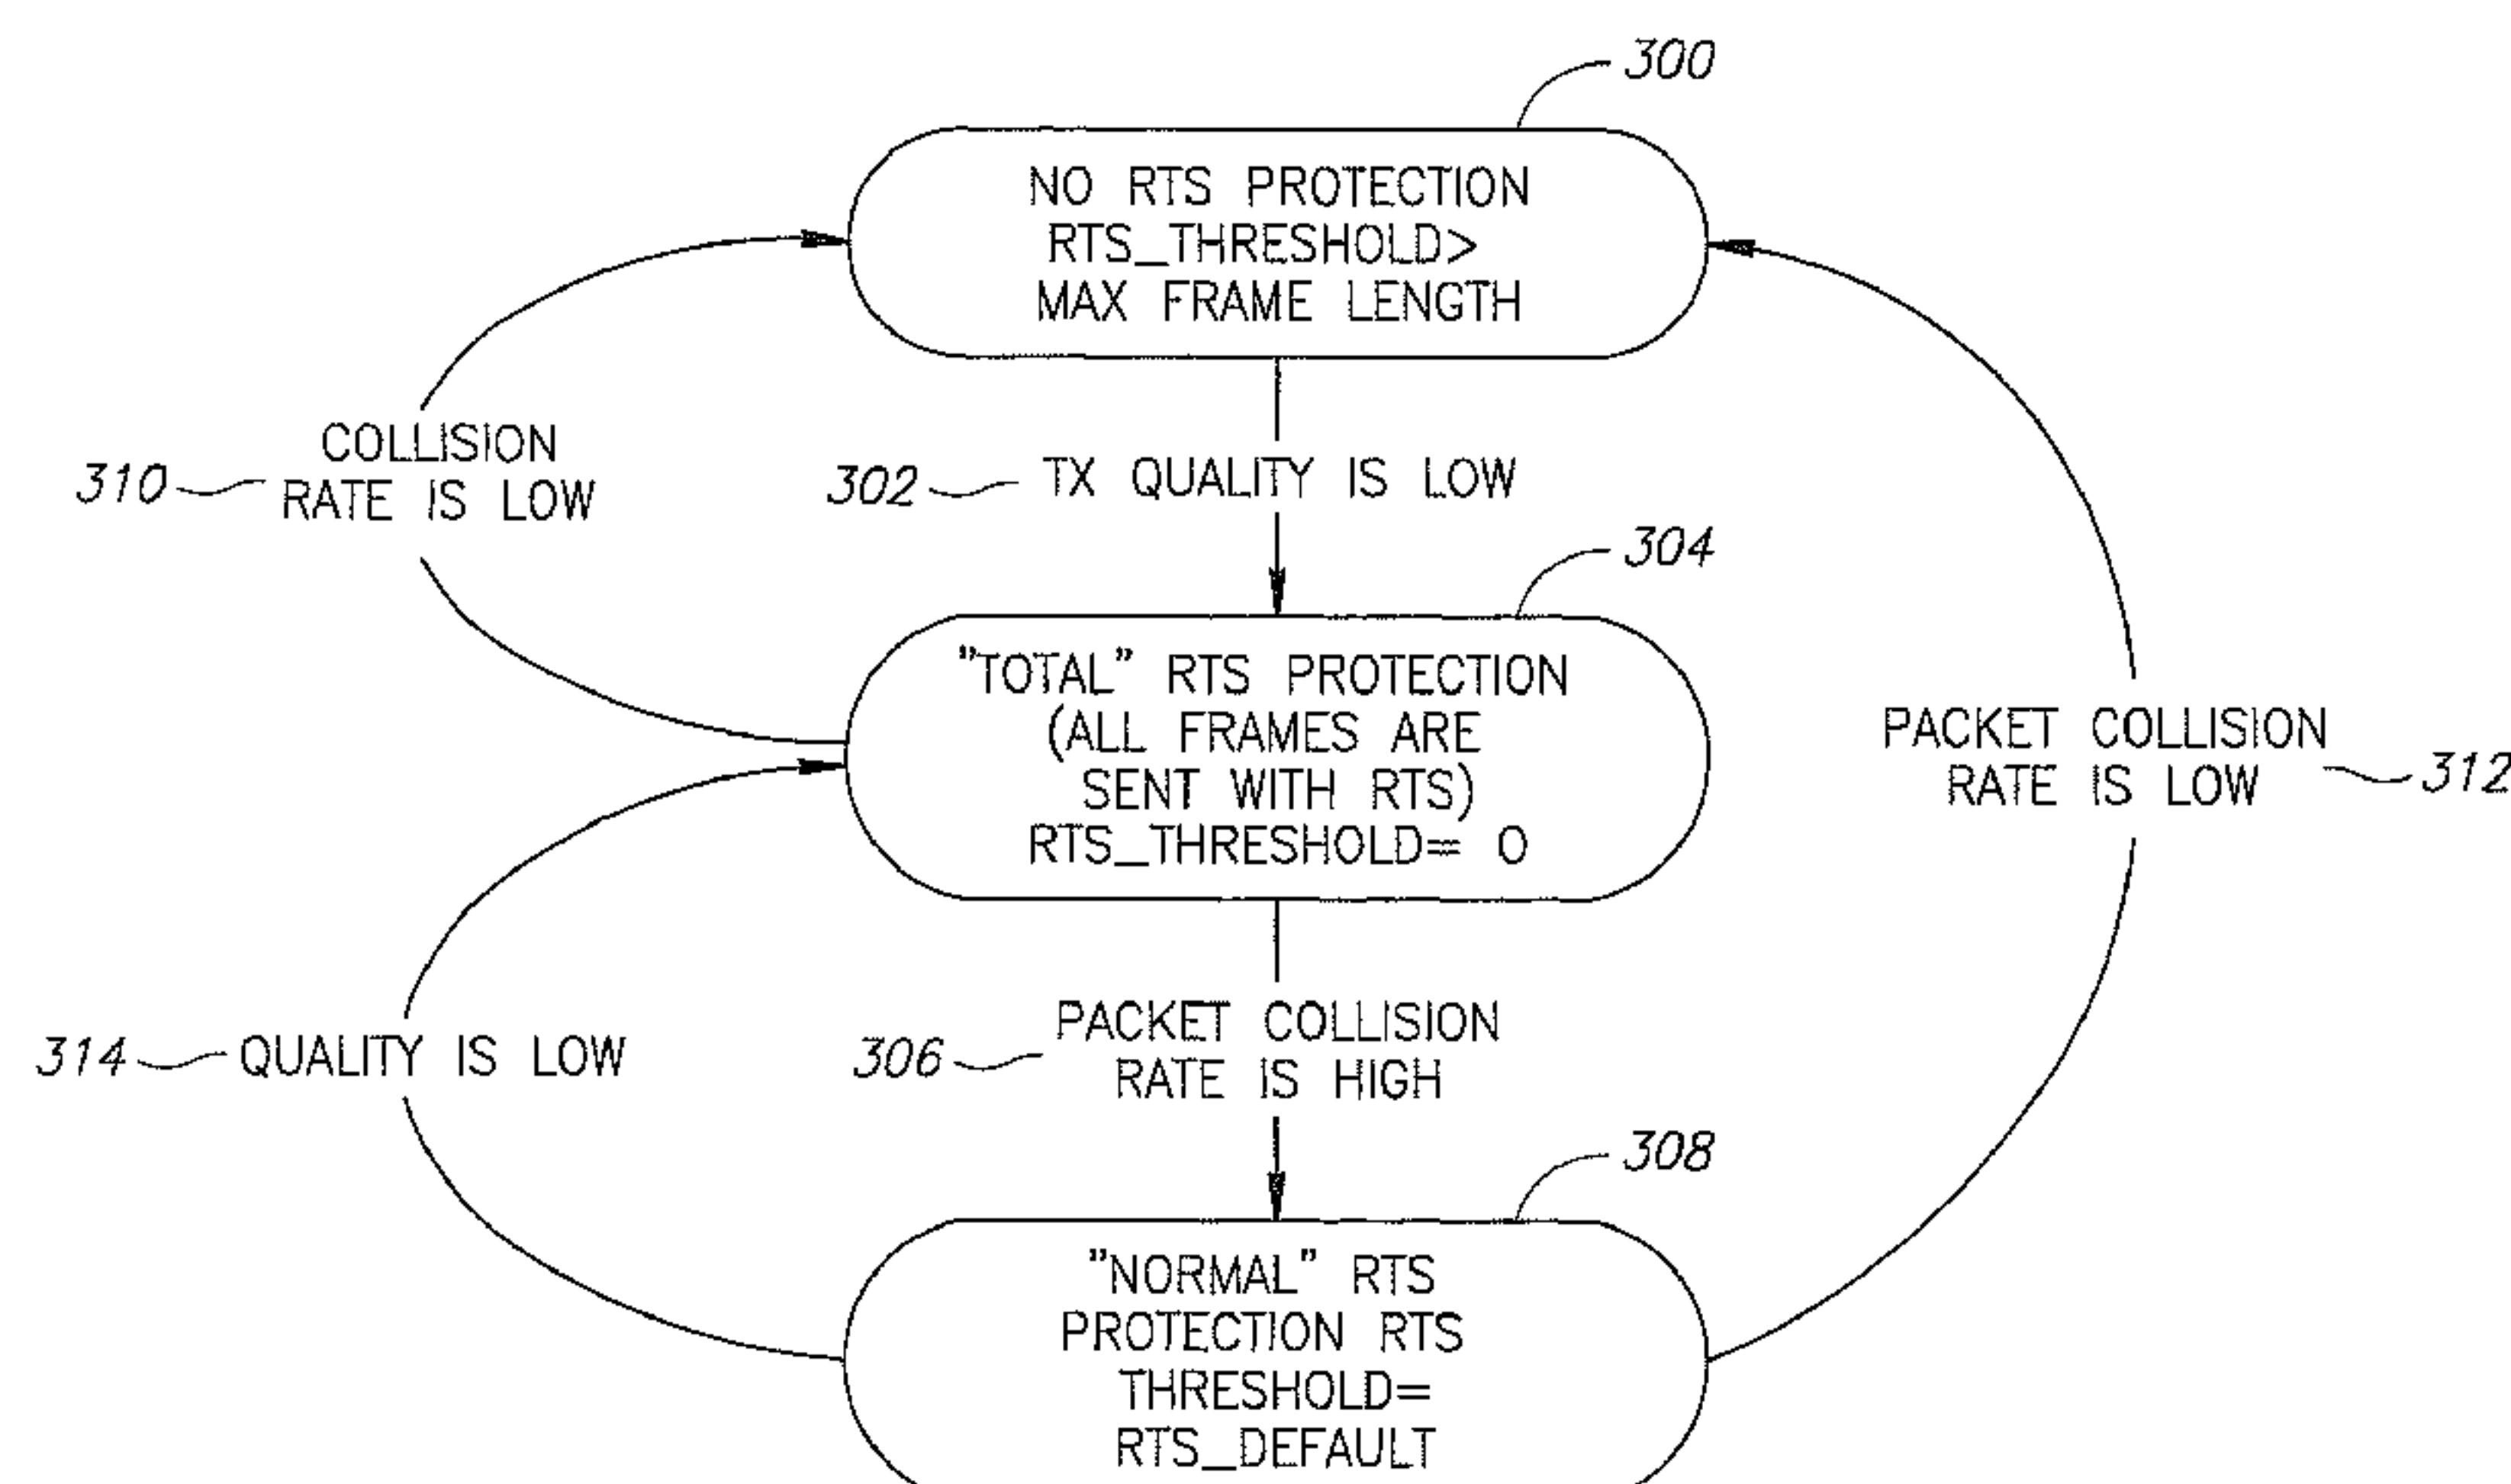 300
NO RTS PROTECTION
RTS_THRESHOLD>
MAX FRAME LENGTH
COLLISION
310 RATE IS LOW
302 TX QUALITY IS LOW
304
"TOTAL" RTS PROTECTION
(ALL FRAMES ARE
SENT WITH RTS)
RTS_THRESHOLD= 0
PACKET COLLISION
RATE IS LOW 312
314 QUALITY IS LOW
PACKET COLLISION
306 RATE IS HIGH
308
"NORMAL" RTS
PROTECTION RTS
THRESHOLD=
RTS_DEFAULT